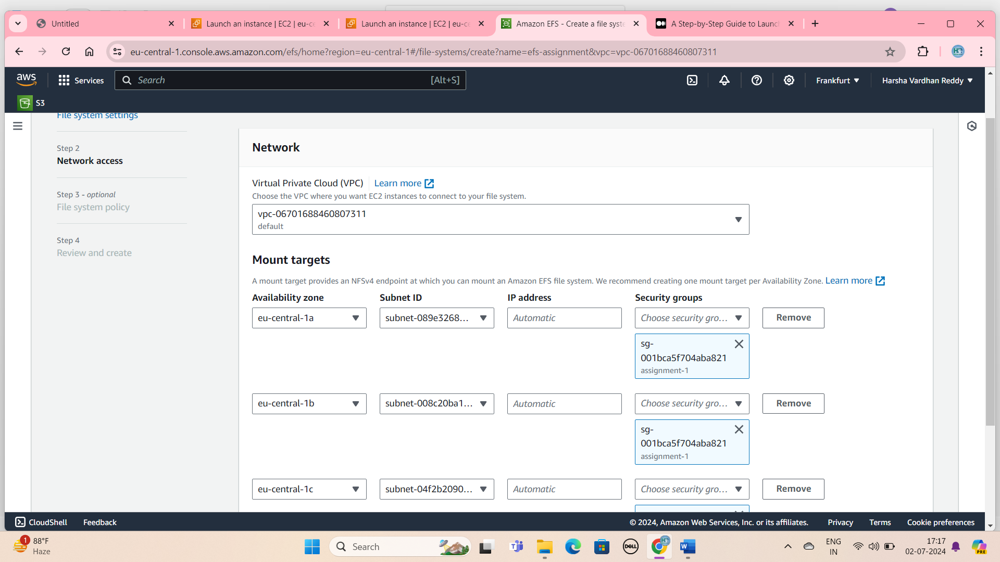 Untitled
Launch an instance | EC2 | eu-ce
Launch an instance | EC2 | eu-ce
Amazon EFS - Create a file syste
A Step-by-Step Guide to Launc
eu-central-1.console.aws.amazon.com/efs/home?region=eu-central-1#/file-systems/create?name=efs-assignment&vpc=vpc-06701688460807311
aws
Services
Search
[Alt+S]
Frankfurt
Harsha Vardhan Reddy
S3
File system settings
Step 2
Network access
Step 3 - optional
File system policy
Step 4
Review and create
Network
Virtual Private Cloud (VPC)
Learn more
Choose the VPC where you want EC2 instances to connect to your file system.
vpc-06701688460807311
default
Mount targets
A mount target provides an NFSv4 endpoint at which you can mount an Amazon EFS file system. We recommend creating one mount target per Availability Zone. Learn more
Availability zone
Subnet ID
IP address
Security groups
eu-central-1a
subnet-089e3268...
Automatic
Choose security gro...
Remove
sg-
001bca5f704aba821
assignment-1
eu-central-1b
subnet-008c20ba1...
Automatic
Choose security gro...
Remove
sg-
001bca5f704aba821
assignment-1
eu-central-1c
subnet-04f2b2090...
Automatic
Choose security gro...
Remove
CloudShell
Feedback
© 2024, Amazon Web Services, Inc. or its affiliates.
Privacy
Terms
Cookie preferences
1
88°F
Haze
Search
DELL
W
ENG
IN
17:17
02-07-2024
PRE